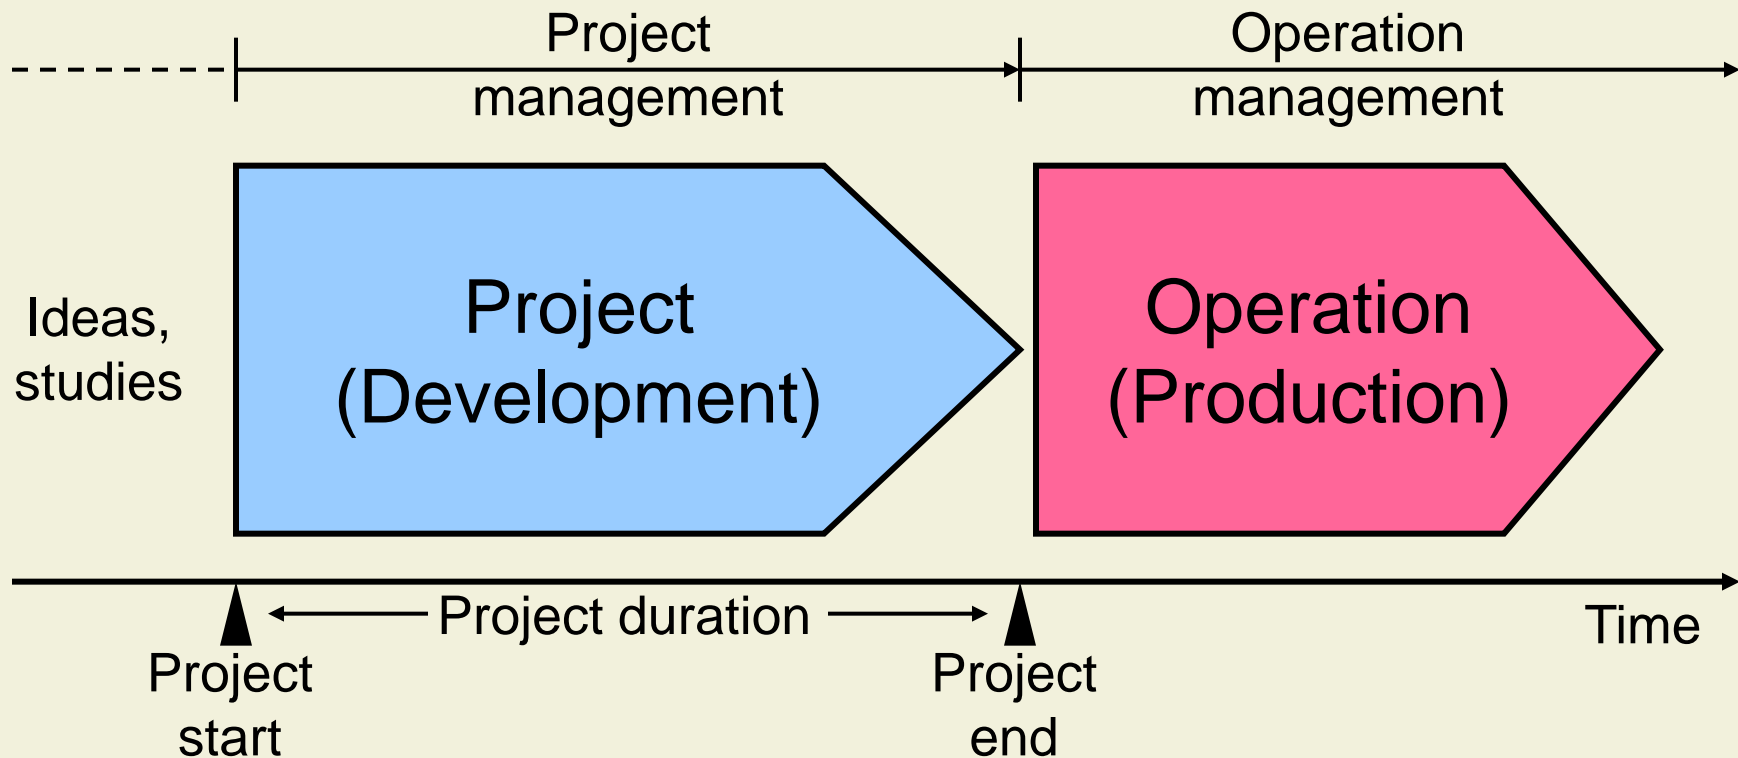 Project
management
Operation
management
Ideas,
studies
Project
(Development)
Operation
(Production)
Project duration
Time
Project
start
Project
end